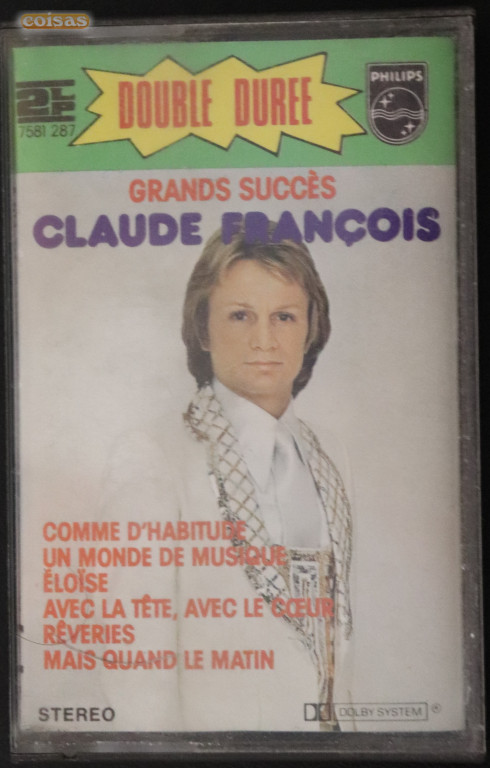 coisas
2LP
7581 287
DOUBLE DUREE
PHILIPS
GRANDS SUCCÈS
CLAUDE FRANÇOIS
COMME D'HABITUDE
UN MONDE DE MUSIQUE
ÉLOÏSE
AVEC LA TÊTE, AVEC LE CŒUR
RÊVERIES
MAIS QUAND LE MATIN
STEREO
DOLBY SYSTEM ®